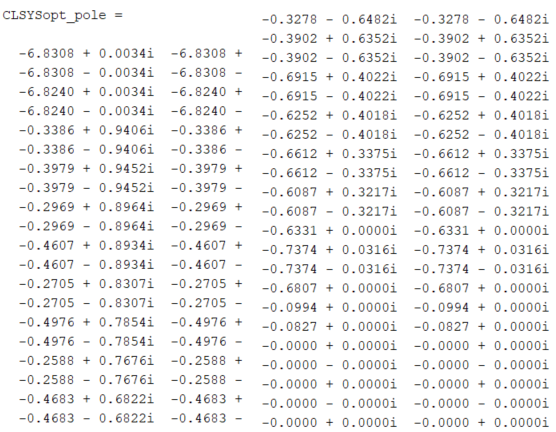 CLSYSopt_pole =
-6.8308 + 0.0034i -6.8308 +
-6.8308 - 0.0034i -6.8308 -
-6.8240 + 0.0034i -6.8240 +
-6.8240 - 0.0034i -6.8240 -
-0.3386 + 0.9406i -0.3386 +
-0.3386 - 0.9406i -0.3386 -
-0.3979 + 0.9452i -0.3979 +
-0.3979 - 0.9452i -0.3979 -
-0.2969 + 0.8964i -0.2969 +
-0.2969 - 0.8964i -0.2969 -
-0.4607 + 0.8934i -0.4607 +
-0.4607 - 0.8934i -0.4607 -
-0.2705 + 0.8307i -0.2705 +
-0.2705 - 0.8307i -0.2705 -
-0.4976 + 0.7854i -0.4976 +
-0.4976 - 0.7854i -0.4976 -
-0.2588 + 0.7676i -0.2588 +
-0.2588 - 0.7676i -0.2588 -
-0.4683 + 0.6822i -0.4683 +
-0.4683 - 0.6822i -0.4683 -
-0.3278 - 0.6482i -0.3278 - 0.6482i
-0.3902 + 0.6352i -0.3902 + 0.6352i
-0.3902 - 0.6352i -0.3902 - 0.6352i
-0.6915 + 0.4022i -0.6915 + 0.4022i
-0.6915 - 0.4022i -0.6915 - 0.4022i
-0.6252 + 0.4018i -0.6252 + 0.4018i
-0.6252 - 0.4018i -0.6252 - 0.4018i
-0.6612 + 0.3375i -0.6612 + 0.3375i
-0.6612 - 0.3375i -0.6612 - 0.3375i
-0.6087 + 0.3217i -0.6087 + 0.3217i
-0.6087 - 0.3217i -0.6087 - 0.3217i
-0.6331 + 0.0000i -0.6331 + 0.0000i
-0.7374 + 0.0316i -0.7374 + 0.0316i
-0.7374 - 0.0316i -0.7374 - 0.0316i
-0.6807 + 0.0000i -0.6807 + 0.0000i
-0.0994 + 0.0000i -0.0994 + 0.0000i
-0.0827 + 0.0000i -0.0827 + 0.0000i
-0.0000 + 0.0000i -0.0000 + 0.0000i
-0.0000 - 0.0000i -0.0000 - 0.0000i
-0.0000 + 0.0000i -0.0000 + 0.0000i
-0.0000 - 0.0000i -0.0000 - 0.0000i
-0.0000 + 0.0000i -0.0000 + 0.0000i